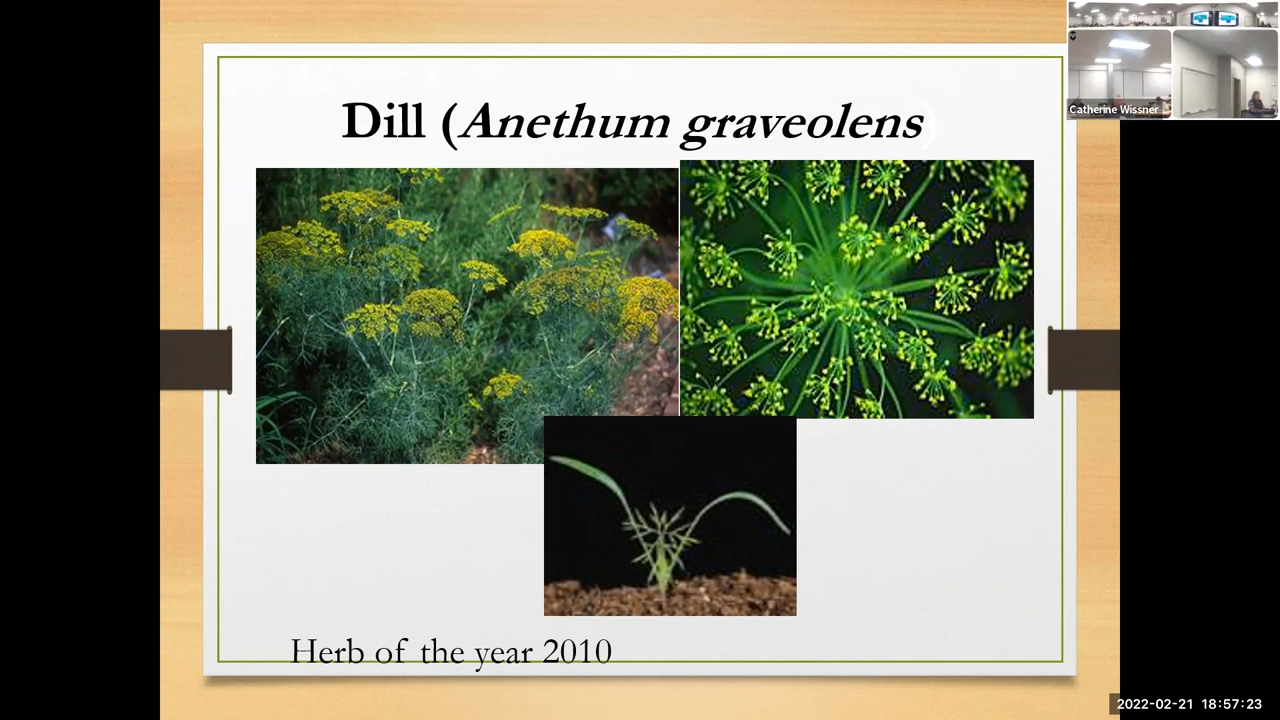 Dill (Anethum graveolens)
Herb of the year 2010
Catherine Wissner
2022-02-21 18:57:23